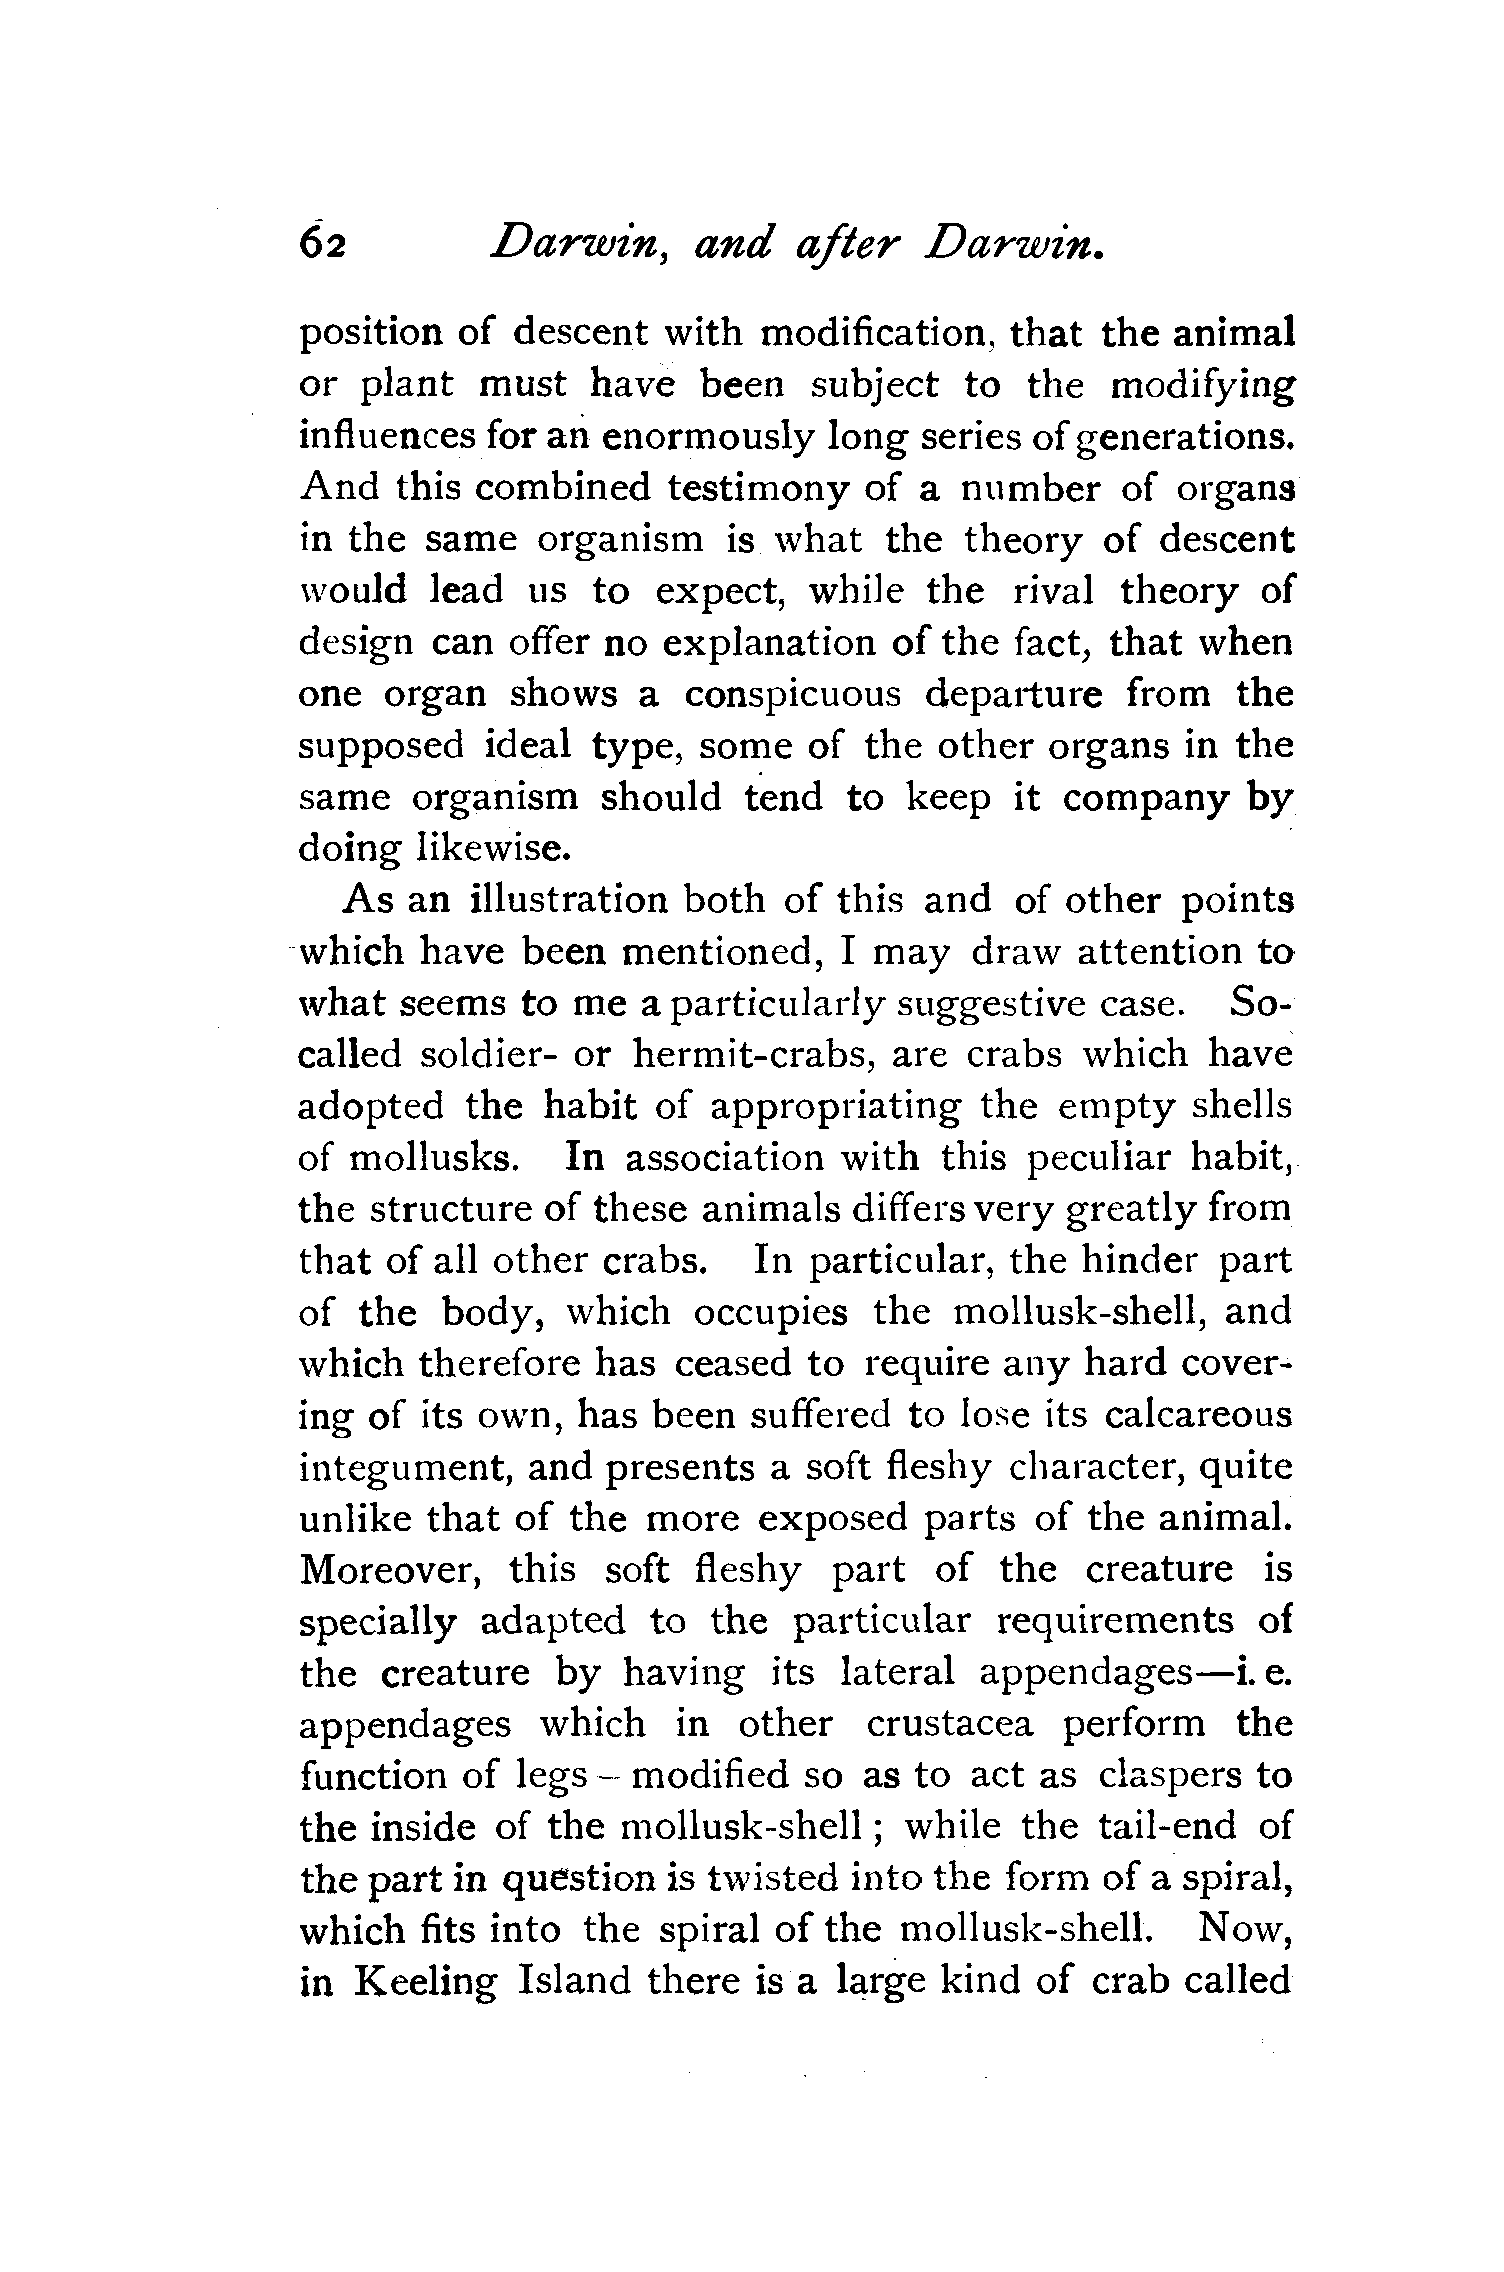 62 Darwin, and after Darwin.
position of descent with modification, that the animal
or plant must have been subject to the modifying
influences for an enormously long series of generations.
And this combined testimony of a number of organs
in the same organism is what the theory of descent
would lead us to expect, while the rival theory of
design can offer no explanation of the fact, that when
one organ shows a conspicuous departure from the
supposed ideal type, some of the other organs in the
same organism should tend to keep it company by
doing likewise.
As an illustration both of this and of other points
which have been mentioned, I may draw attention to
what seems to me a particularly suggestive case. So-
called soldier- or hermit-crabs, are crabs which have
adopted the habit of appropriating the empty shells
of mollusks. In association with this peculiar habit,
the structure of these animals differs very greatly from
that of all other crabs. In particular, the hinder part
of the body, which occupies the mollusk-shell, and
which therefore has ceased to require any hard cover-
ing of its own, has been suffered to lose its calcareous
integument, and presents a soft fleshy character, quite
unlike that of the more exposed parts of the animal.
Moreover, this soft fleshy part of the creature is
specially adapted to the particular requirements of
the creature by having its lateral appendages—i. e.
appendages which in other crustacea perform the
function of legs – modified so as to act as claspers to
the inside of the mollusk-shell ; while the tail-end of
the part in question is twisted into the form of a spiral,
which fits into the spiral of the mollusk-shell. Now,
in Keeling Island there is a large kind of crab called